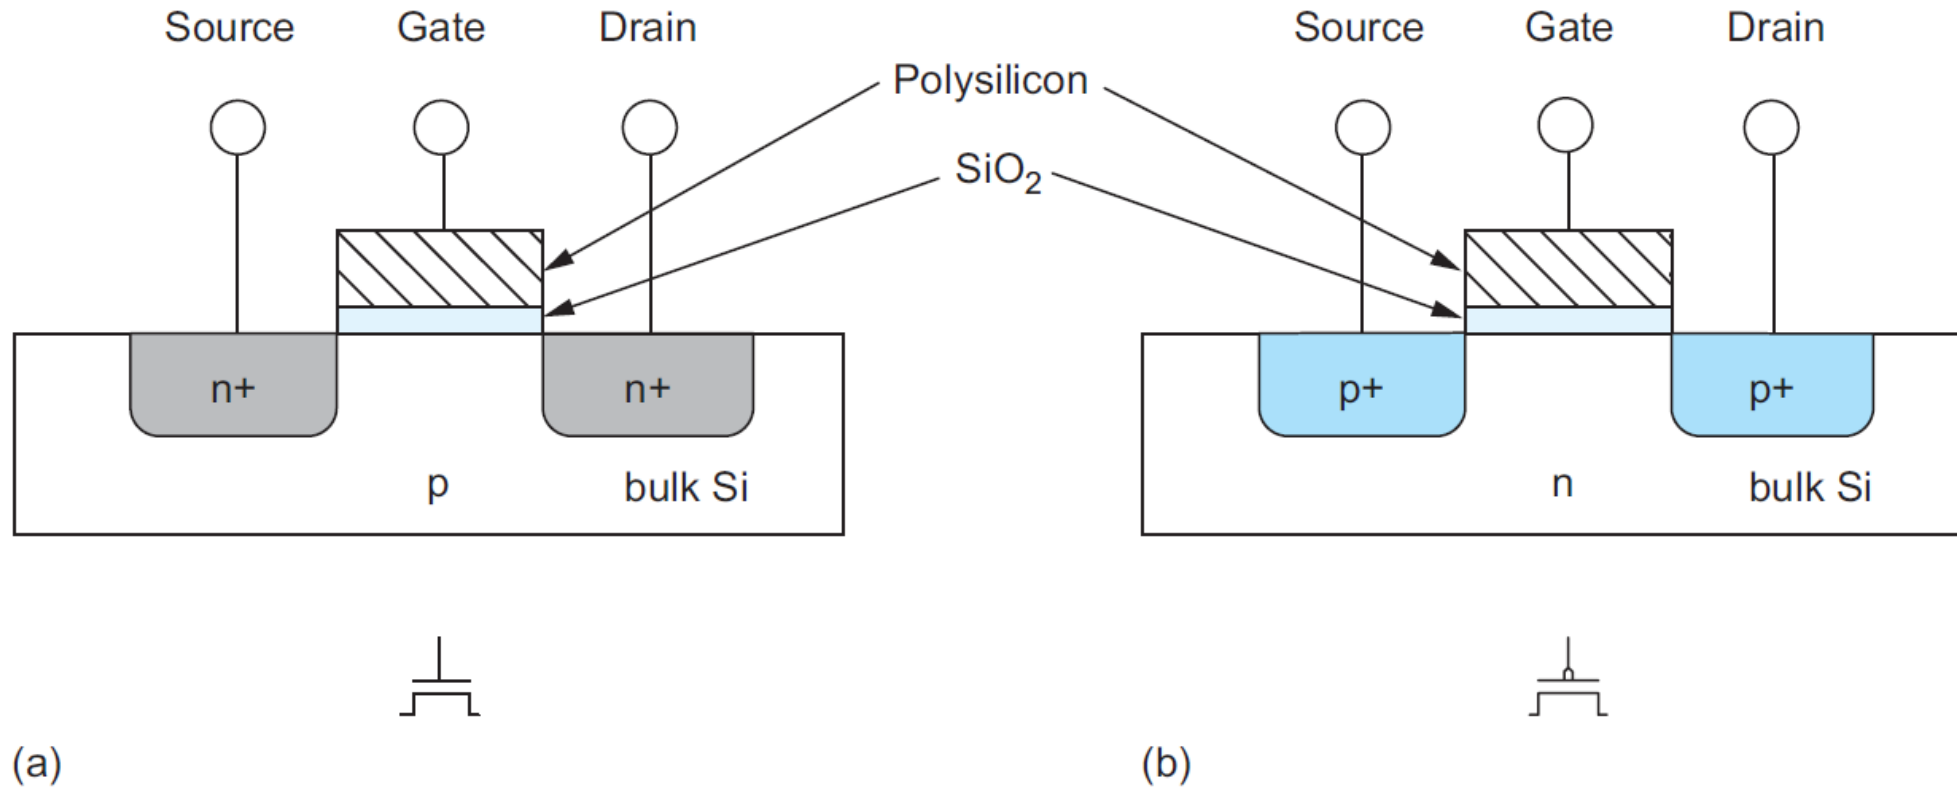 Source Gate Drain
Source Gate Drain
Polysilicon
SiO₂
n+ n+
p bulk Si
p+ p+
n bulk Si
(a)
(b)